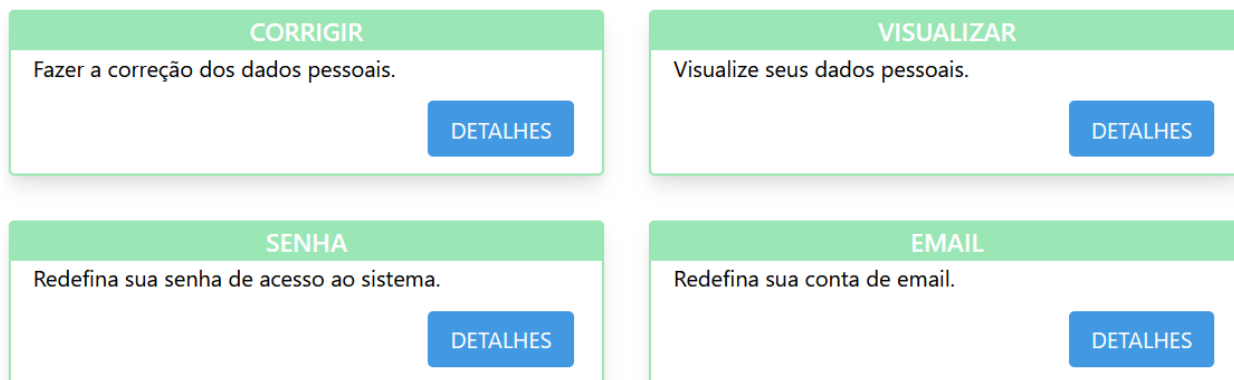 CORRIGIR
Fazer a correção dos dados pessoais.
DETALHES
VISUALIZAR
Visualize seus dados pessoais.
DETALHES
SENHA
Redefina sua senha de acesso ao sistema.
DETALHES
EMAIL
Redefina sua conta de email.
DETALHES